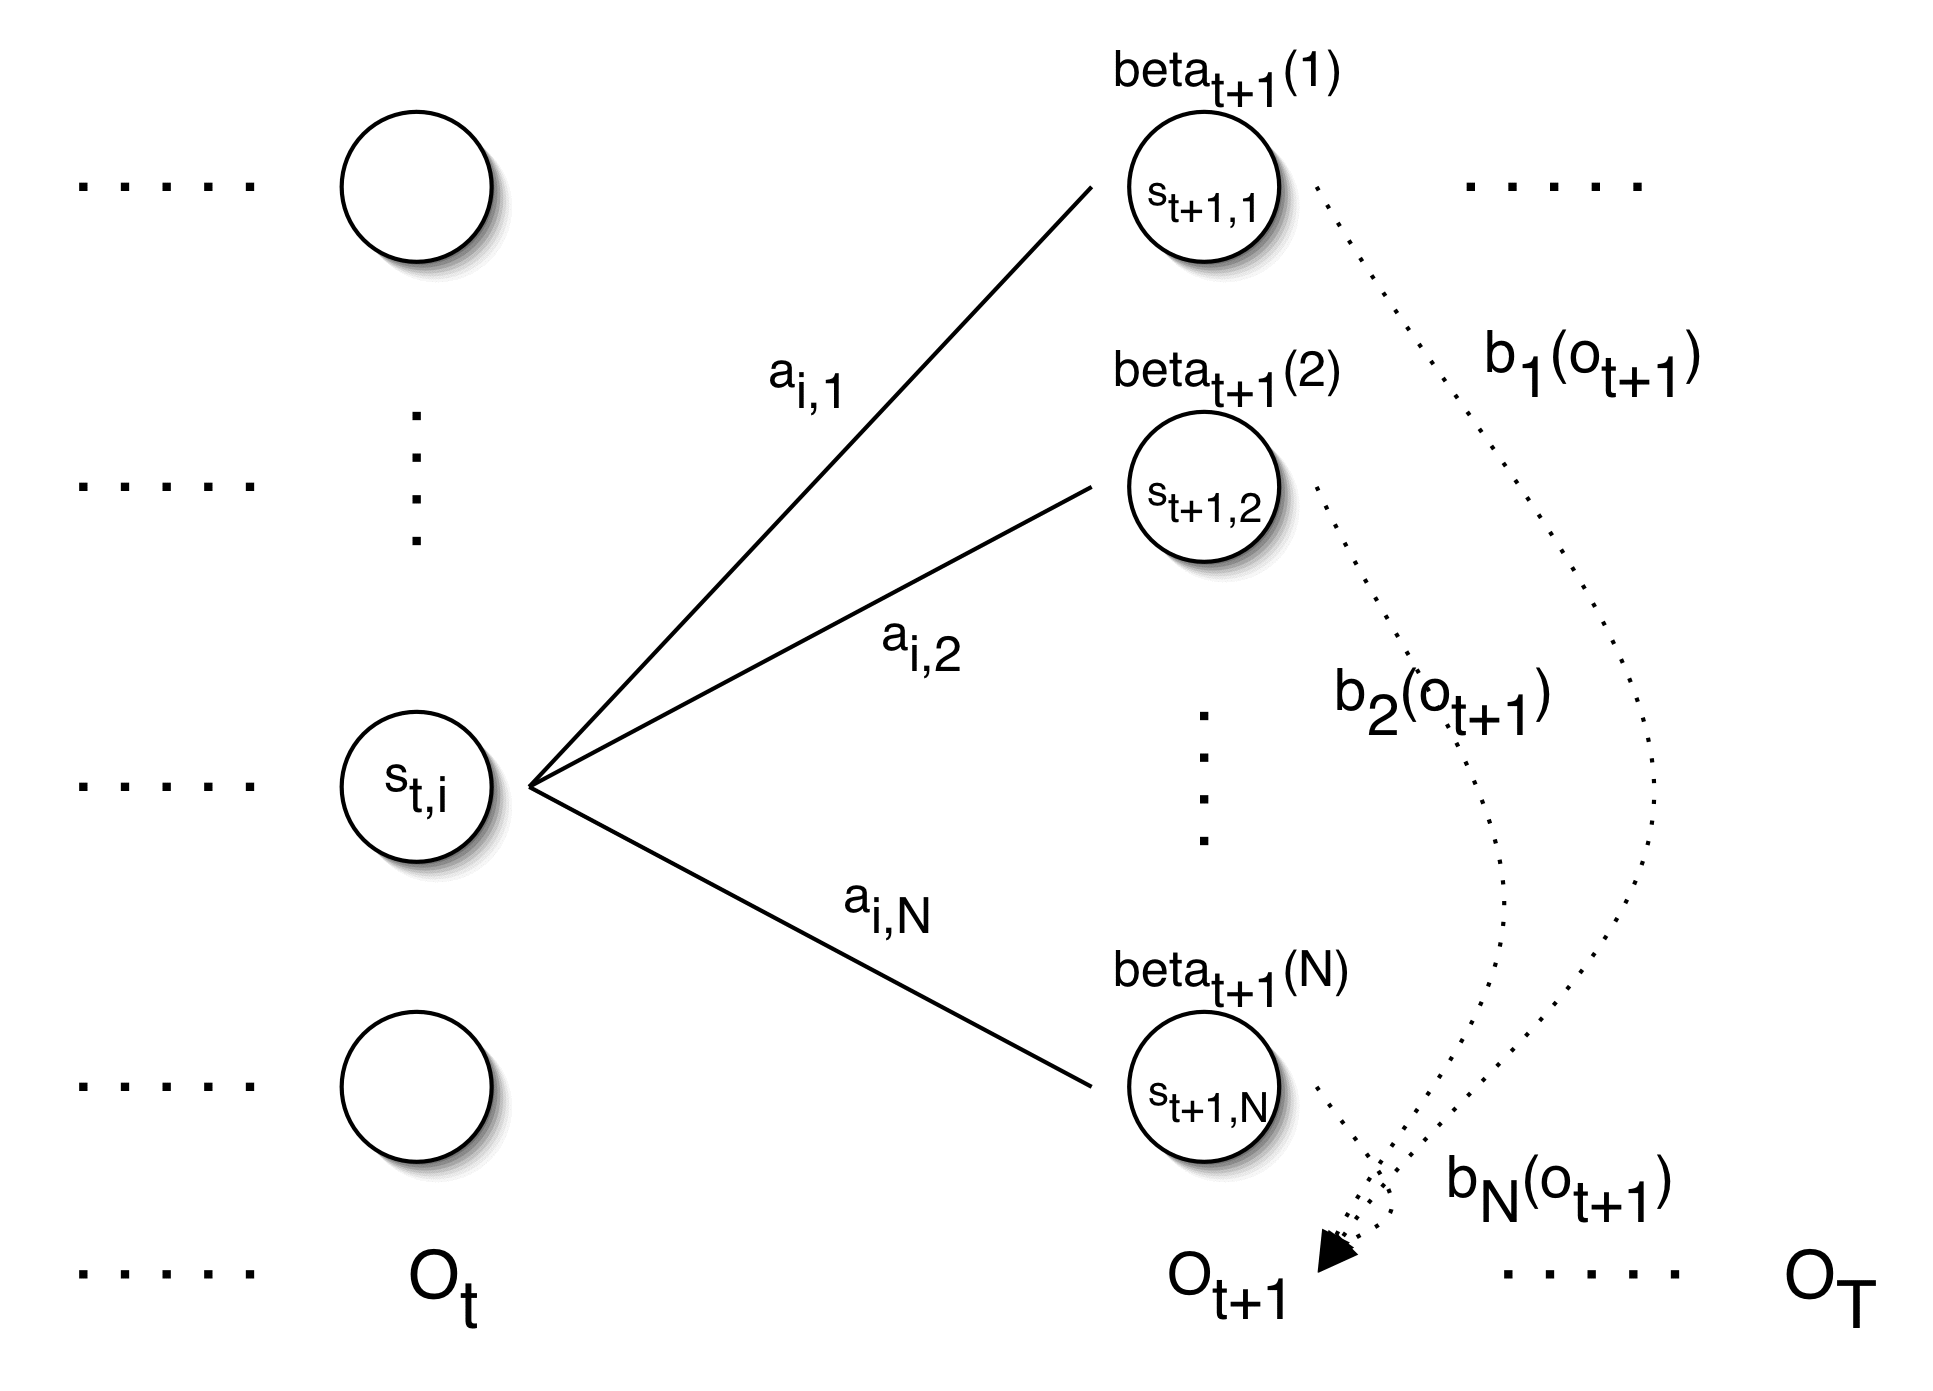 beta_{t+1}(1)
s_{t+1,1}
b_1(o_{t+1})
a_{i,1}
beta_{t+1}(2)
s_{t+1,2}
a_{i,2}
b_2(o_{t+1})
s_{t,i}
a_{i,N}
beta_{t+1}(N)
s_{t+1,N}
b_N(o_{t+1})
o_t
o_{t+1}
o_T